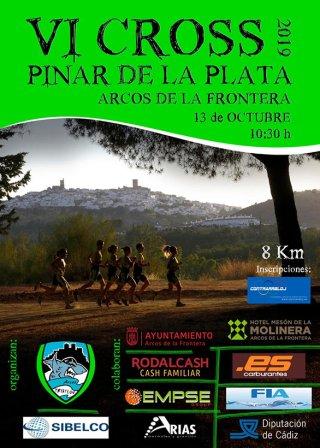 VI CROSS
2019
PINAR DE LA PLATA
ARCOS DE LA FRONTERA
13 de OCTUBRE
10:30 h
8 Km
Inscripciones:
CONTRARRELOJ
organizan:
colaboran:
AYUNTAMIENTO
Arcos de la Frontera
HOTEL MESÓN DE LA
MOLINERA
ARCOS DE LA FRONTERA
RODALCASH
CASH FAMILIAR
.es
carburantes
EMPSE
FIA
SIBELCO
ARIAS
Diputación
de Cádiz